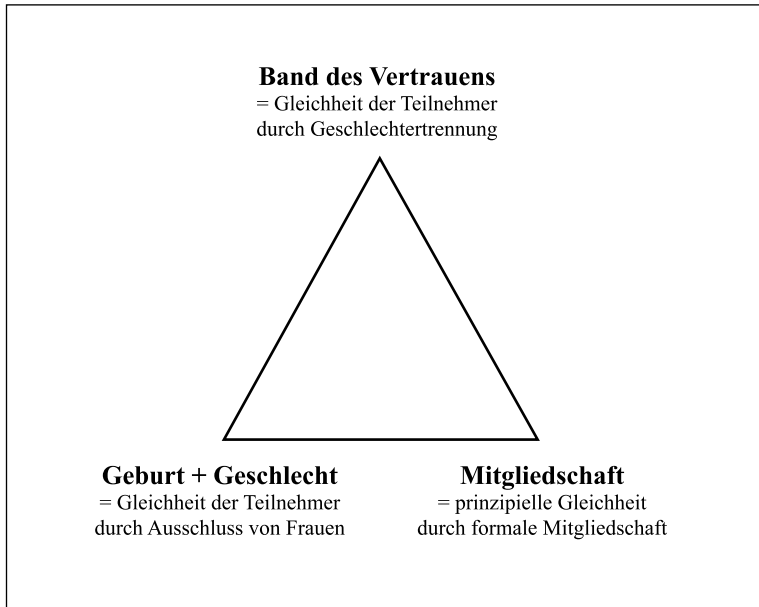 Band des Vertrauens
= Gleichheit der Teilnehmer
durch Geschlechtertrennung
Geburt + Geschlecht
= Gleichheit der Teilnehmer
durch Ausschluss von Frauen
Mitgliedschaft
= prinzipielle Gleichheit
durch formale Mitgliedschaft